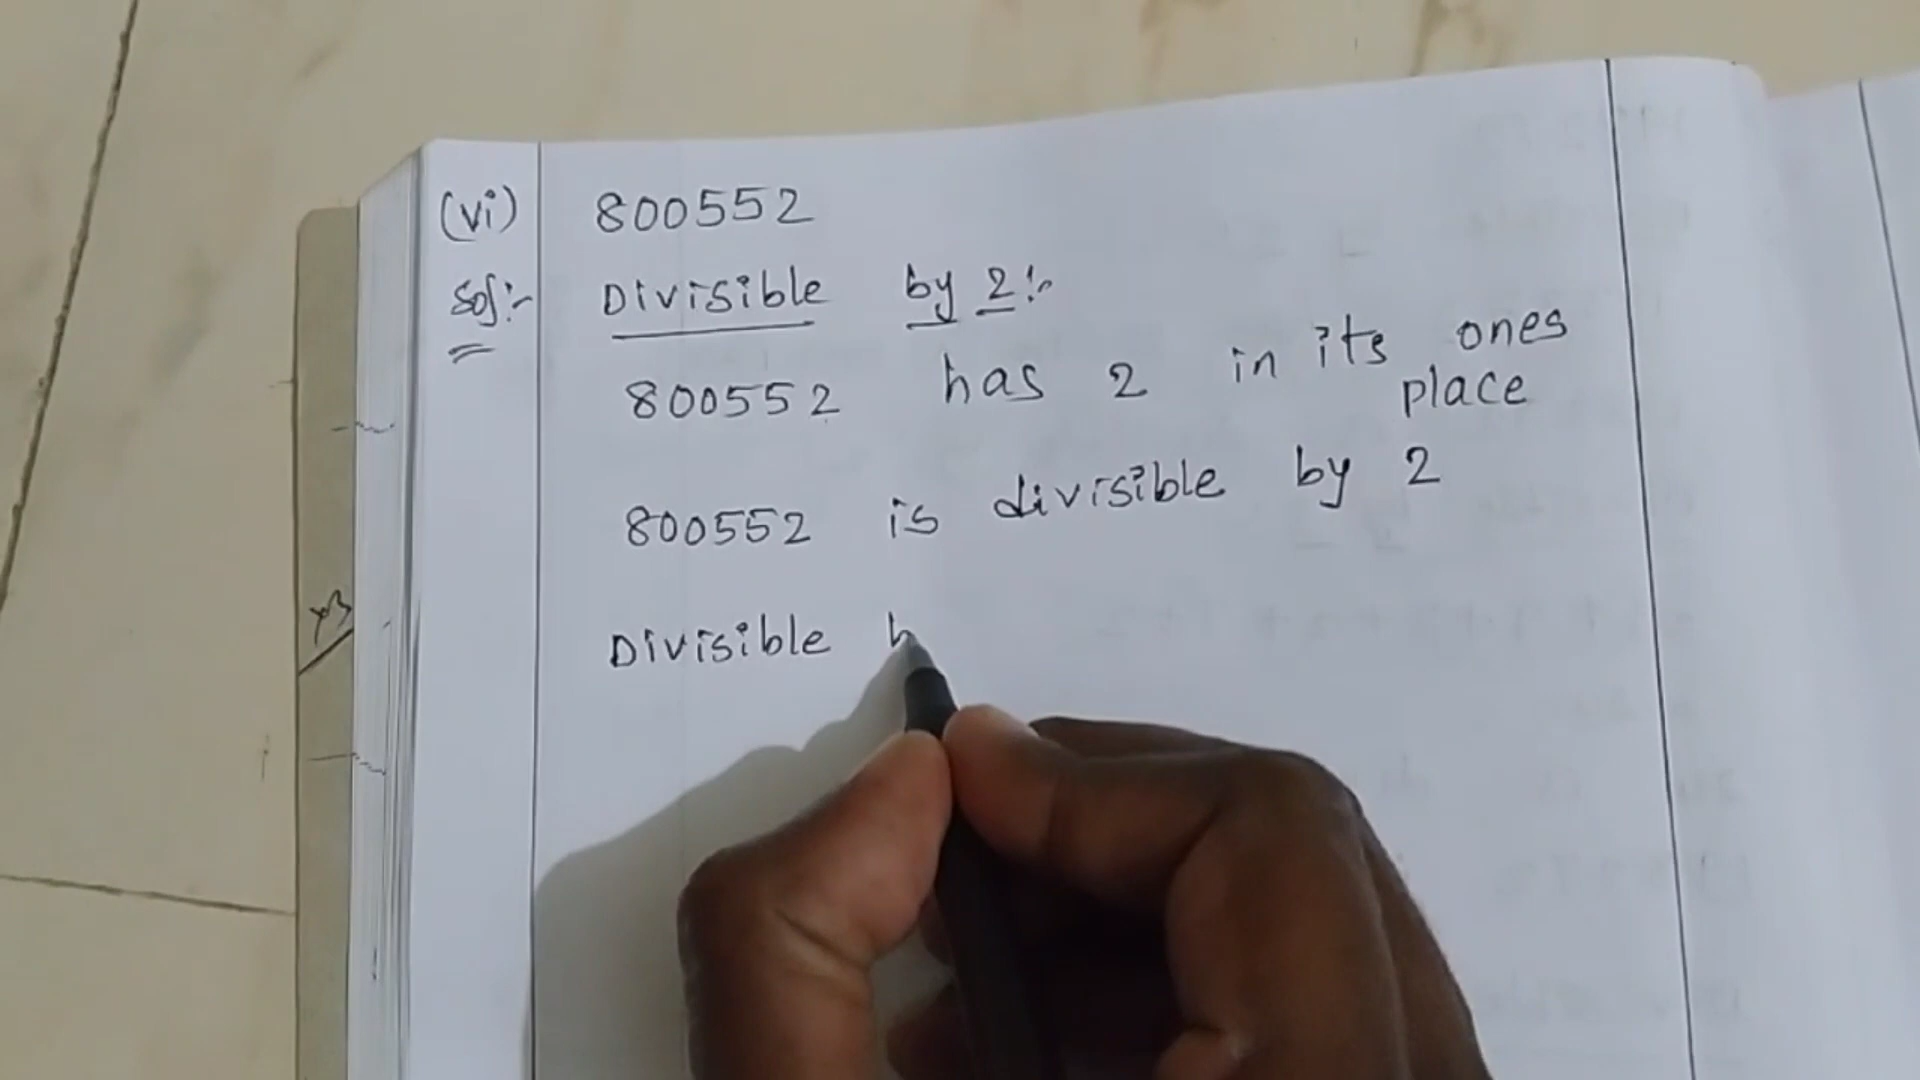 (vi) 800552
Sol:- Divisible by 2:-
800552 has 2 in its ones
place
800552 is divisible by 2
Divisible b